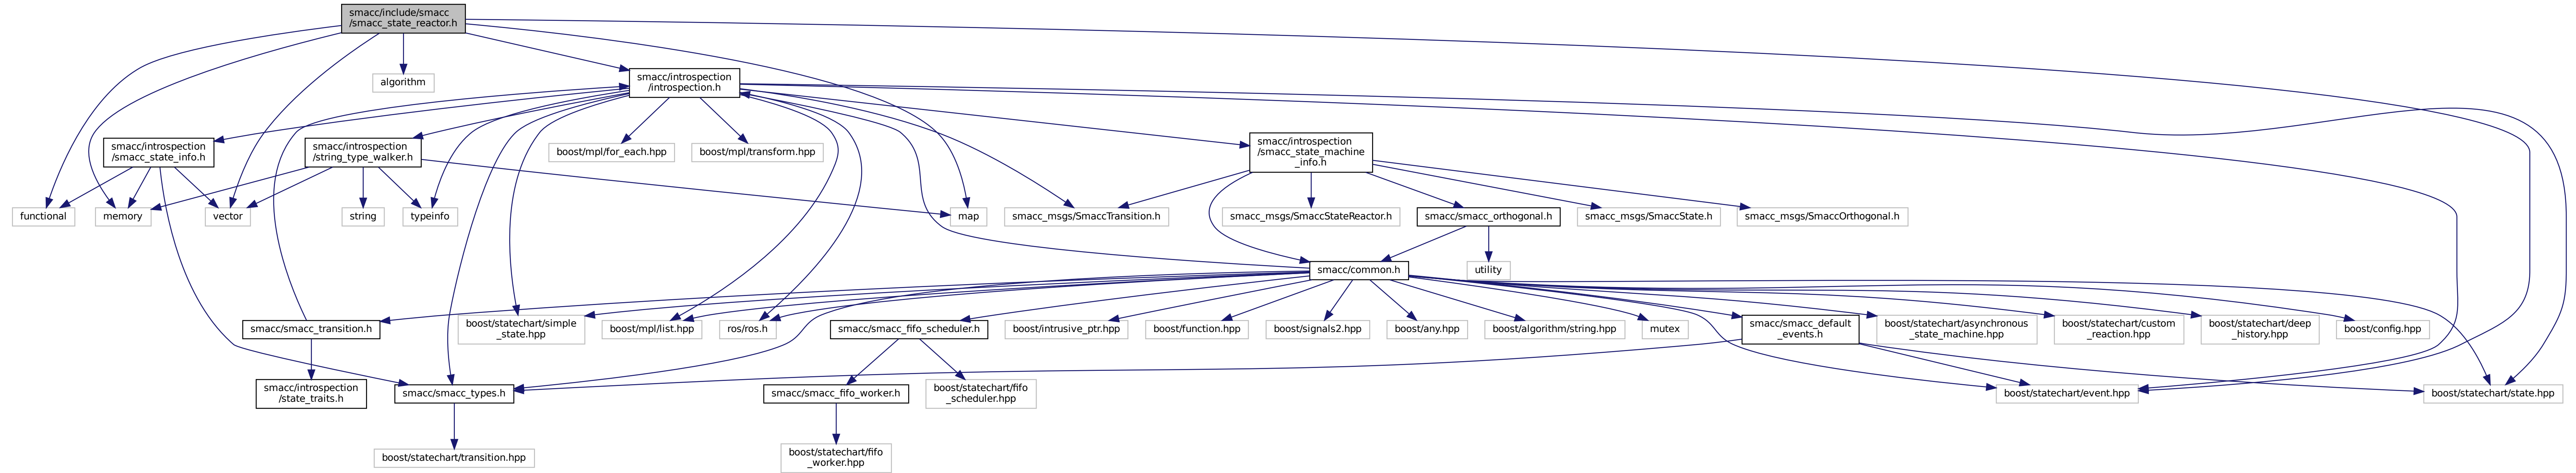 smacc/include/smacc
/smacc_state_reactor.h
algorithm
smacc/introspection
/introspection.h
smacc/introspection
/smacc_state_info.h
smacc/introspection
/string_type_walker.h
boost/mpl/for_each.hpp
boost/mpl/transform.hpp
smacc/introspection
/smacc_state_machine
_info.h
functional
memory
vector
string
typeinfo
map
smacc_msgs/SmaccTransition.h
smacc_msgs/SmaccStateReactor.h
smacc/smacc_orthogonal.h
smacc_msgs/SmaccState.h
smacc_msgs/SmaccOrthogonal.h
smacc/common.h
utility
smacc/smacc_transition.h
boost/statechart/simple
_state.hpp
boost/mpl/list.hpp
ros/ros.h
smacc/smacc_fifo_scheduler.h
boost/intrusive_ptr.hpp
boost/function.hpp
boost/signals2.hpp
boost/any.hpp
boost/algorithm/string.hpp
mutex
smacc/smacc_default
_events.h
boost/statechart/asynchronous
_state_machine.hpp
boost/statechart/custom
_reaction.hpp
boost/statechart/deep
_history.hpp
boost/config.hpp
smacc/introspection
/state_traits.h
smacc/smacc_types.h
smacc/smacc_fifo_worker.h
boost/statechart/fifo
_scheduler.hpp
boost/statechart/event.hpp
boost/statechart/state.hpp
boost/statechart/transition.hpp
boost/statechart/fifo
_worker.hpp